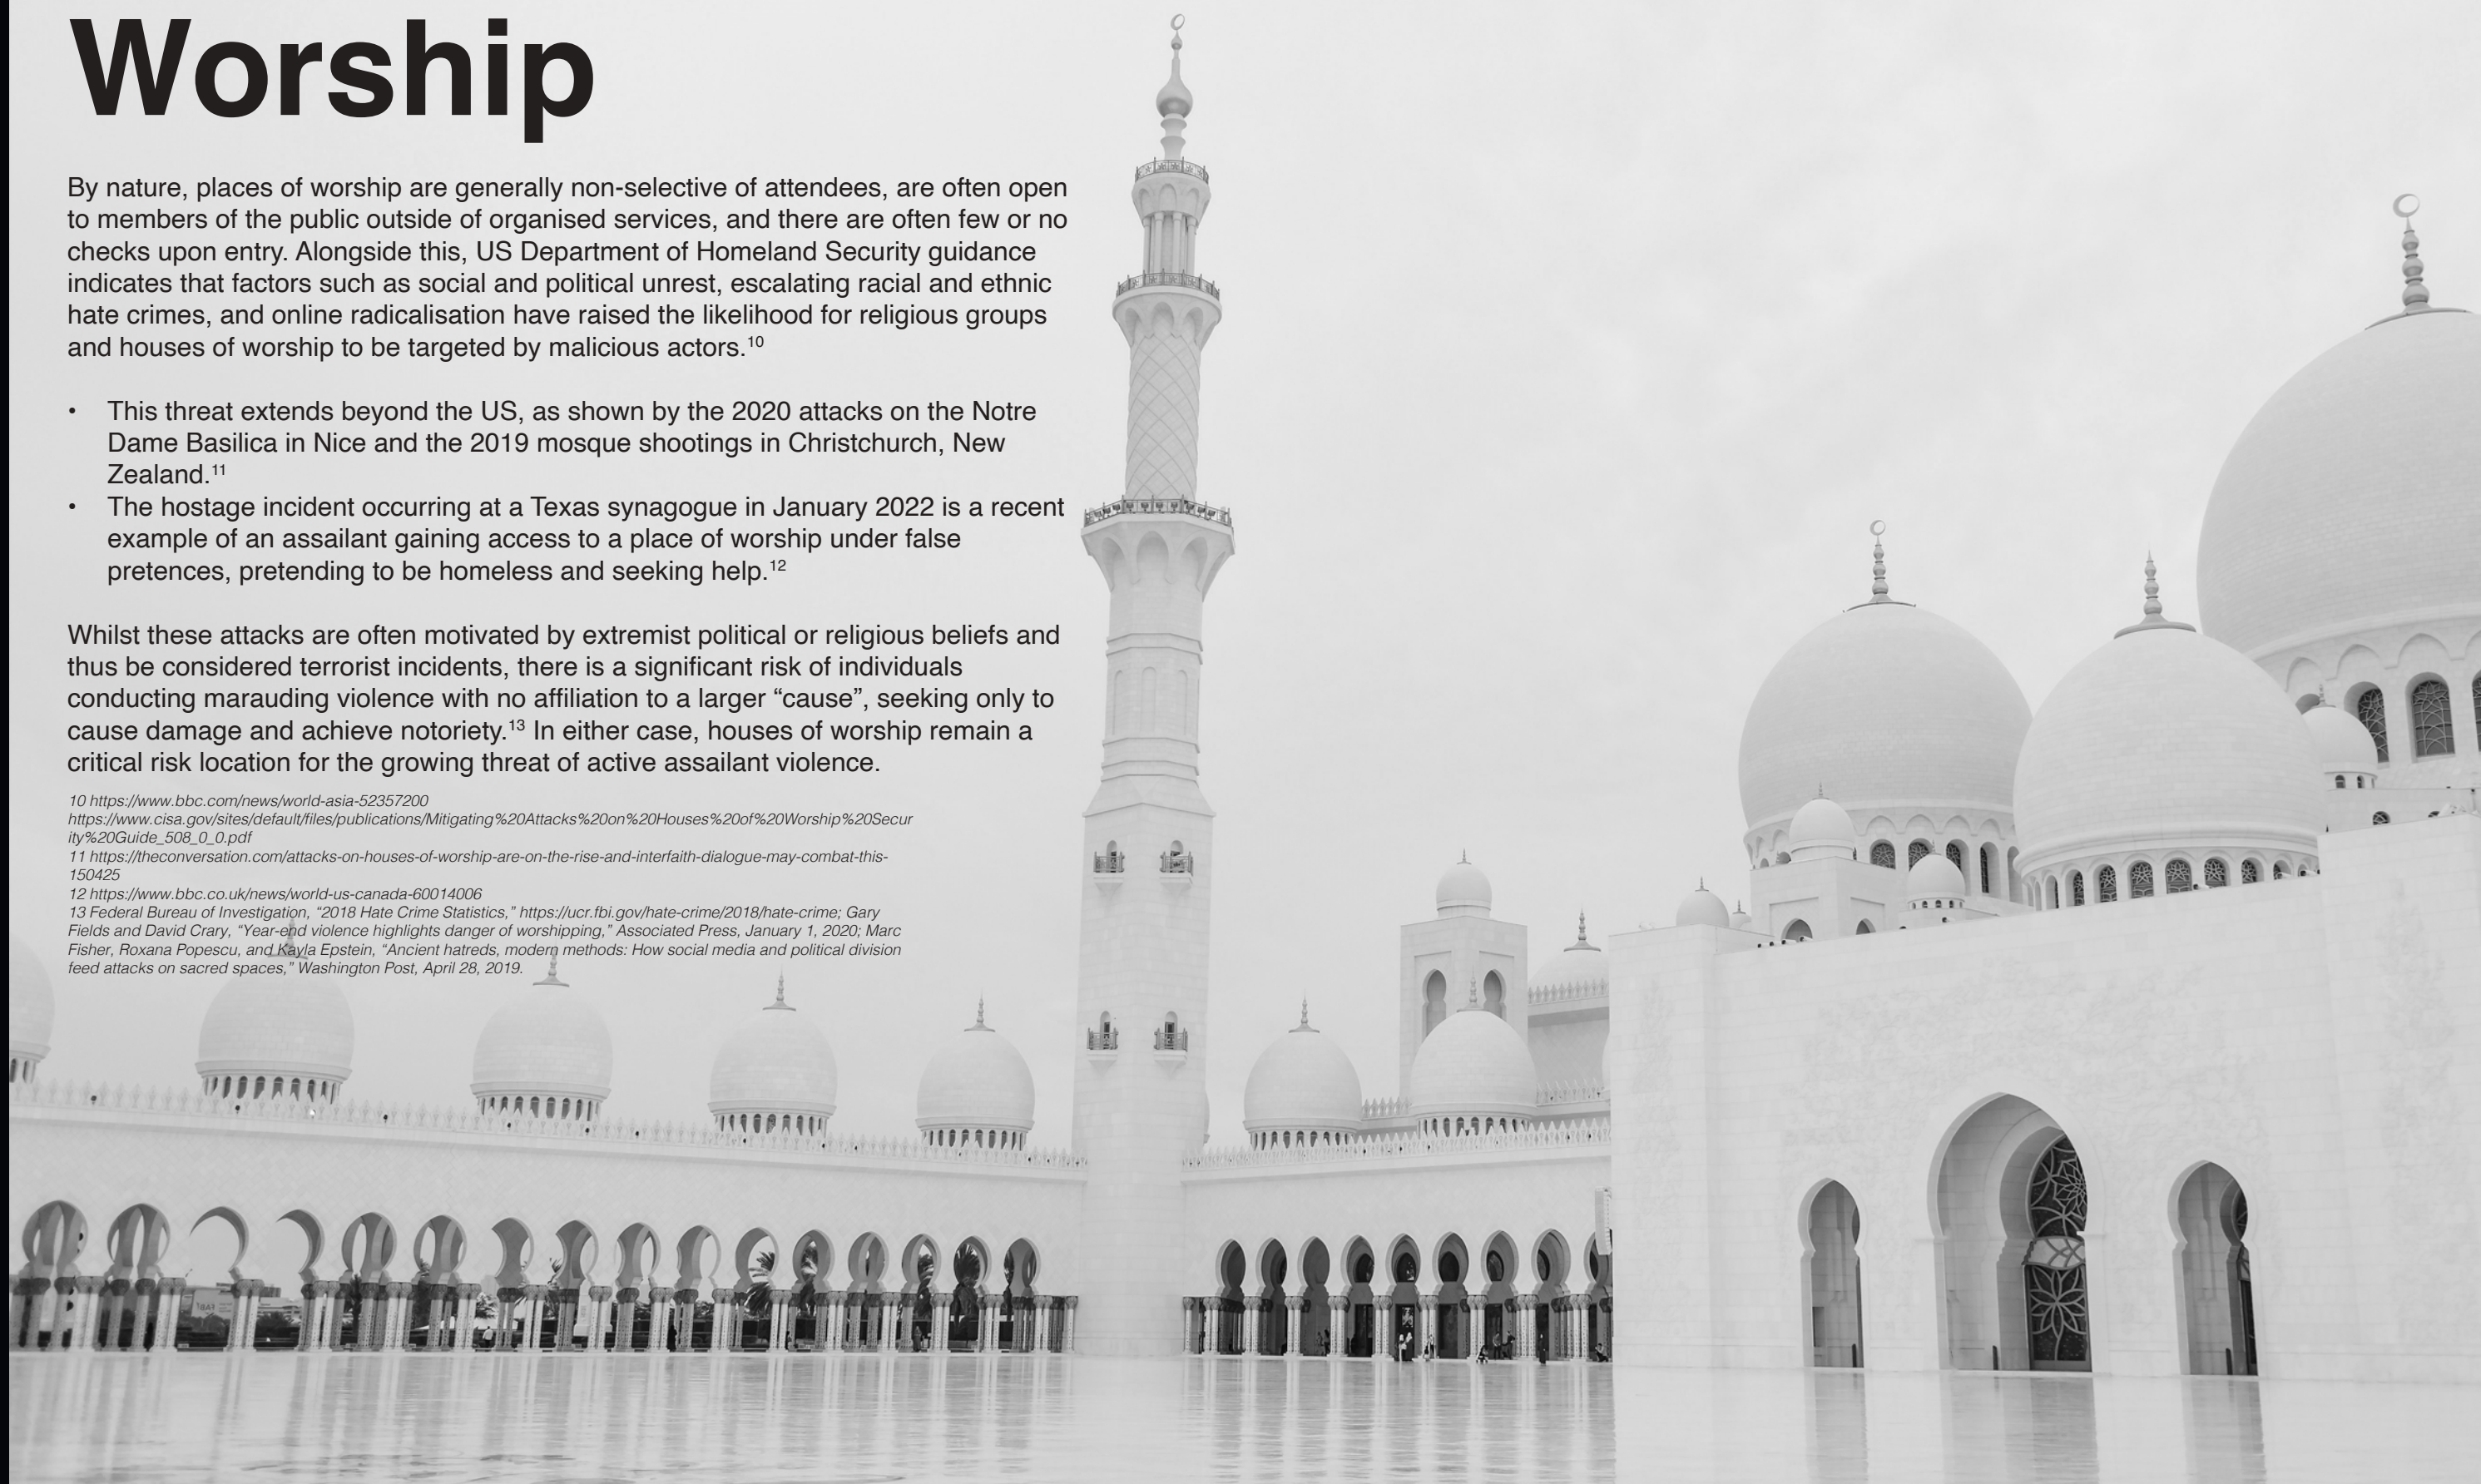 Worship
By nature, places of worship are generally non-selective of attendees, are often open
to members of the public outside of organised services, and there are often few or no
checks upon entry. Alongside this, US Department of Homeland Security guidance
indicates that factors such as social and political unrest, escalating racial and ethnic
hate crimes, and online radicalisation have raised the likelihood for religious groups
and houses of worship to be targeted by malicious actors.10
• This threat extends beyond the US, as shown by the 2020 attacks on the Notre
Dame Basilica in Nice and the 2019 mosque shootings in Christchurch, New
Zealand.11
• The hostage incident occurring at a Texas synagogue in January 2022 is a recent
example of an assailant gaining access to a place of worship under false
pretences, pretending to be homeless and seeking help.12
Whilst these attacks are often motivated by extremist political or religious beliefs and
thus be considered terrorist incidents, there is a significant risk of individuals
conducting marauding violence with no affiliation to a larger “cause”, seeking only to
cause damage and achieve notoriety.13 In either case, houses of worship remain a
critical risk location for the growing threat of active assailant violence.
10 https://www.bbc.com/news/world-asia-52357200
https://www.cisa.gov/sites/default/files/publications/Mitigating%20Attacks%20on%20Houses%20of%20Worship%20Secur
ity%20Guide_508_0_0.pdf
11 https://theconversation.com/attacks-on-houses-of-worship-are-on-the-rise-and-interfaith-dialogue-may-combat-this-
150425
12 https://www.bbc.co.uk/news/world-us-canada-60014006
13 Federal Bureau of Investigation, “2018 Hate Crime Statistics,” https://ucr.fbi.gov/hate-crime/2018/hate-crime; Gary
Fields and David Crary, “Year-end violence highlights danger of worshipping,” Associated Press, January 1, 2020; Marc
Fisher, Roxana Popescu, and Kayla Epstein, “Ancient hatreds, modern methods: How social media and political division
feed attacks on sacred spaces,” Washington Post, April 28, 2019.